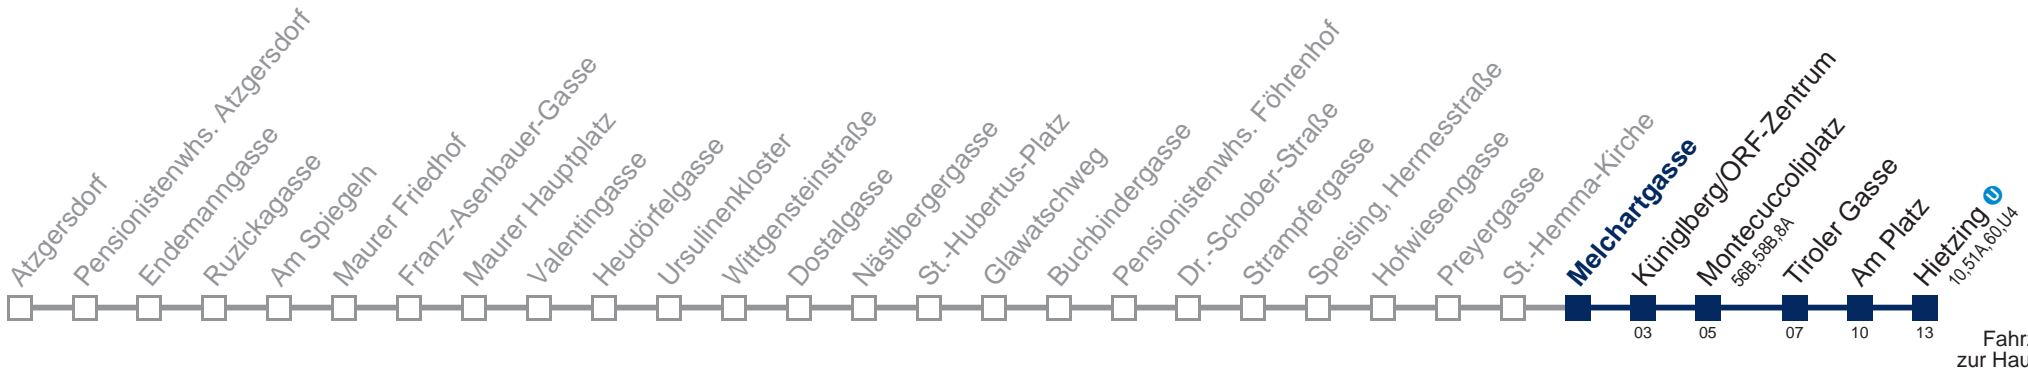 Atzgersdorf
Pensionistenwhs. Atzgersdorf
Endemanngasse
Ruzickagasse
Am Spiegeln
Maurer Friedhof
Franz-Asenbauer-Gasse
Maurer Hauptplatz
Valentingasse
Heudörfelgasse
Ursulinenkloster
Wittgensteinstraße
Dostalgasse
Nästlbergergasse
St.-Hubertus-Platz
Glawatschweg
Buchbindergasse
Pensionistenwhs. Föhrenhof
Dr.-Schober-Straße
Strampfergasse
Speising, Hermesstraße
Hofwiesengasse
Preyergasse
St.-Hemma-Kirche
Melchartgasse
Küniglberg/ORF-Zentrum
Montecuccoliplatz
56B,58B,8A
Tiroler Gasse
Am Platz
Hietzing U
10,51A,60,U4
03 05 07 10 13
Fahrz
zur Hau